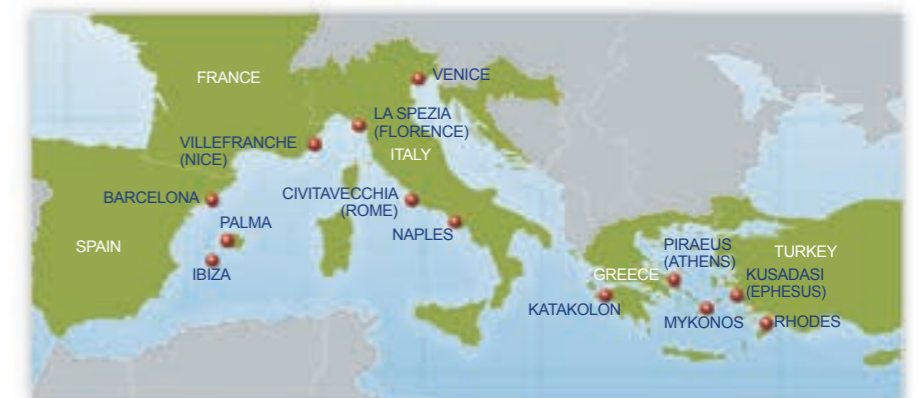 FRANCE
VENICE
LA SPEZIA
(FLORENCE)
VILLEFRANCHE
(NICE)
ITALY
BARCELONA
CIVITAVECCHIA
(ROME)
PALMA
NAPLES
SPAIN
IBIZA
PIRAEUS
(ATHENS)
TURKEY
GREECE
KUSADASI
(EPHESUS)
KATAKOLON
MYKONOS
RHODES